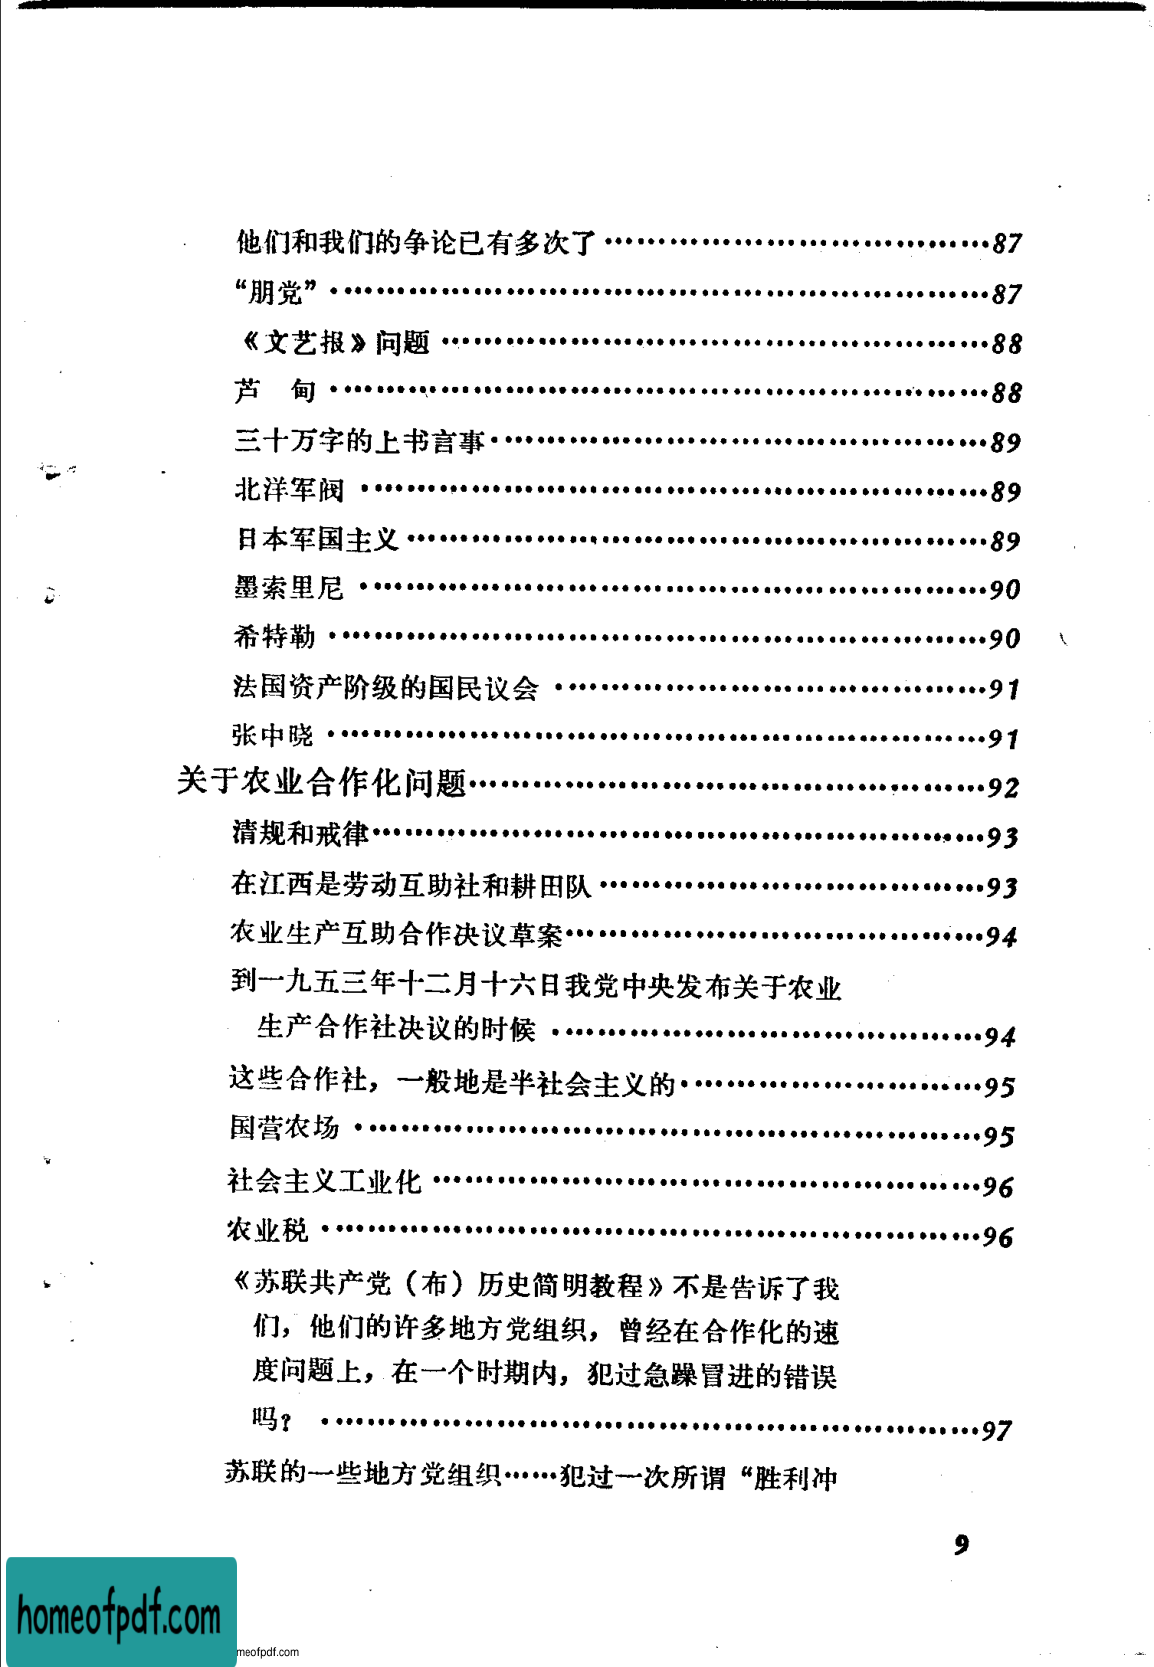 他们和我们的争论已有多次了……………………………………87
“朋党”……………………………………87
《文艺报》问题……………………………………88
芦　甸……………………………………88
三十万字的上书言事……………………………………89
北洋军阀……………………………………89
日本军国主义……………………………………89
墨索里尼……………………………………90
希特勒……………………………………90
法国资产阶级的国民议会……………………………………91
张中晓……………………………………91
关于农业合作化问题……………………………………92
清规和戒律……………………………………93
在江西是劳动互助社和耕田队……………………………………93
农业生产互助合作决议草案……………………………………94
到一九五三年十二月十六日我党中央发布关于农业
生产合作社决议的时候……………………………………94
这些合作社，一般地是半社会主义的……………………………………95
国营农场……………………………………95
社会主义工业化……………………………………96
农业税……………………………………96
《苏联共产党（布）历史简明教程》不是告诉了我
们，他们的许多地方党组织，曾经在合作化的速
度问题上，在一个时期内，犯过急躁冒进的错误
吗？……………………………………97
苏联的一些地方党组织……犯过一次所谓“胜利冲
9
homeofpdf.com
meofpdf.com